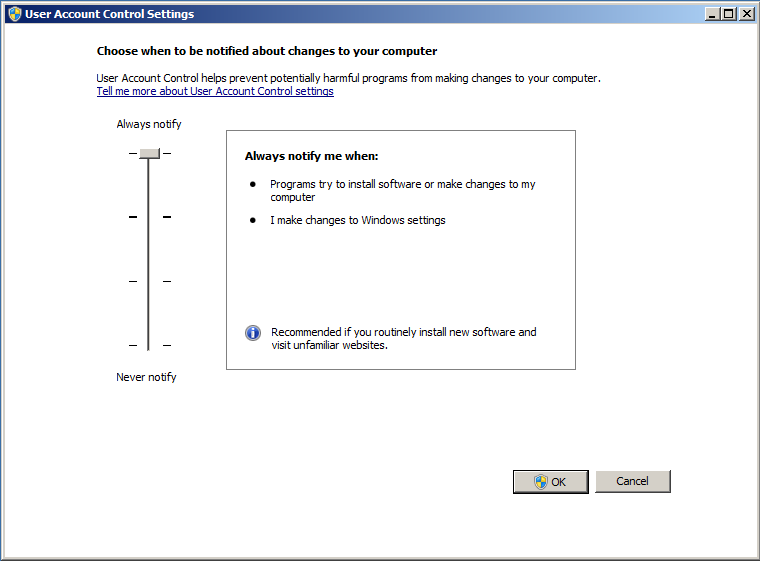 User Account Control Settings
Choose when to be notified about changes to your computer
User Account Control helps prevent potentially harmful programs from making changes to your computer.
Tell me more about User Account Control settings
Always notify
Always notify me when:
Programs try to install software or make changes to my
computer
I make changes to Windows settings
Recommended if you routinely install new software and
visit unfamiliar websites.
Never notify
OK
Cancel